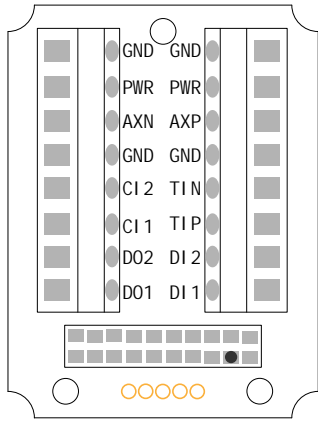 GND GND
PWR PWR
AXN AXP
GND GND
CI2 TIN
CI1 TIP
DO2 DI2
DO1 DI1